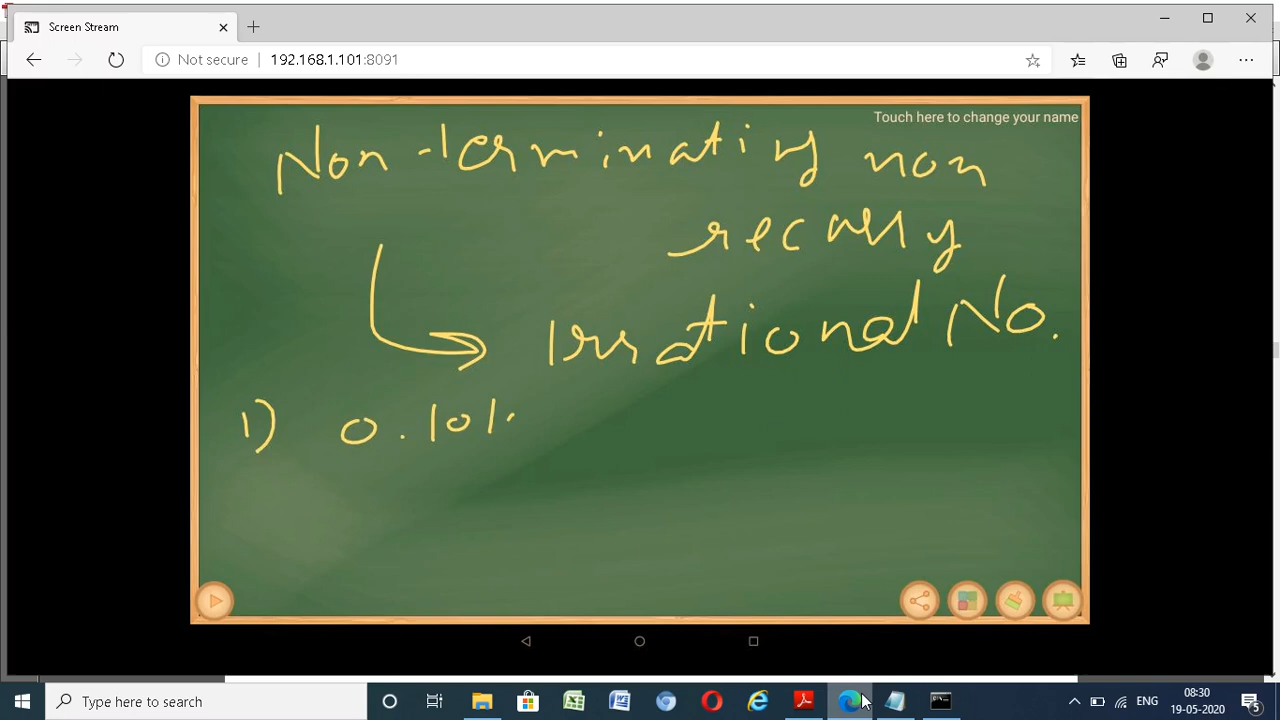 Screen Stream
Not secure
192.168.1.101:8091
Touch here to change your name
Non-terminating non
Irrational No.
1) 0.101
Type here to search
ENG
08:30
19-05-2020
5